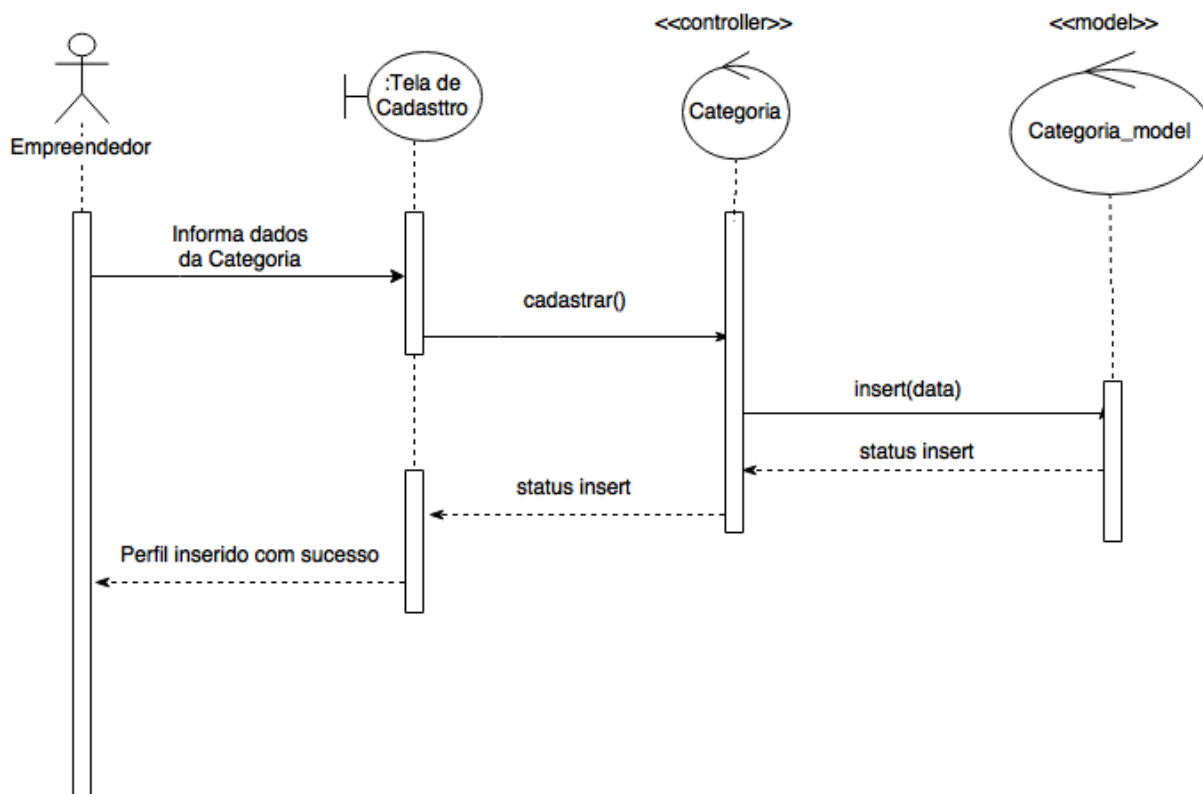 <<controller>>
<<model>>
:Tela de
Cadasttro
Categoria
Categoria_model
Empreendedor
Informa dados
da Categoria
cadastrar()
insert(data)
status insert
status insert
Perfil inserido com sucesso